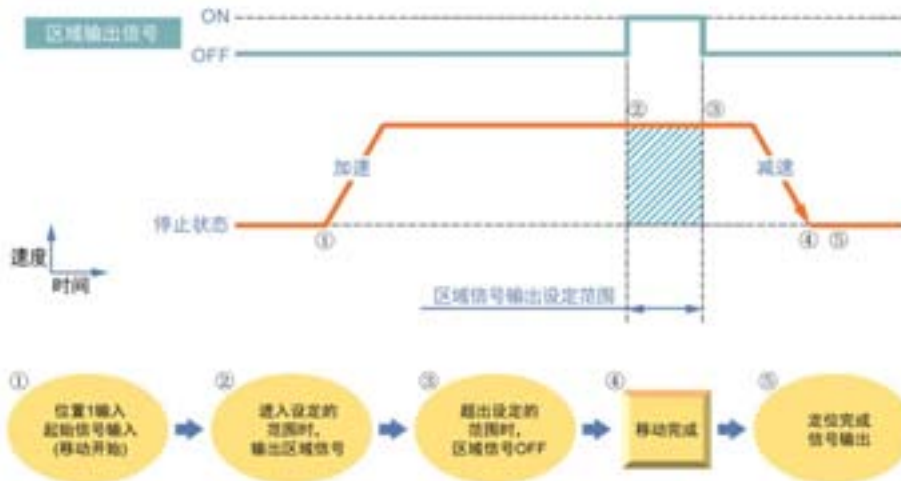 ON
区域输出信号
OFF
② ③
加速
减速
停止状态
① ④ ⑤
速度
时间
区域信号输出设定范围
①
位置1输入
起始信号输入
(移动开始)
②
进入设定的
范围时，
输出区域信号
③
超出设定的
范围时，
区域信号OFF
④
移动完成
⑤
定位完成
信号输出